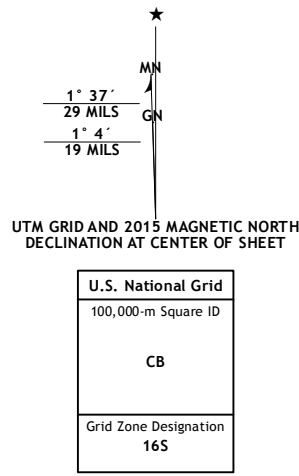 MN
1° 37´
29 MILS
GN
1° 4´
19 MILS
UTM GRID AND 2015 MAGNETIC NORTH
DECLINATION AT CENTER OF SHEET
U.S. National Grid
100,000-m Square ID
CB
Grid Zone Designation
16S